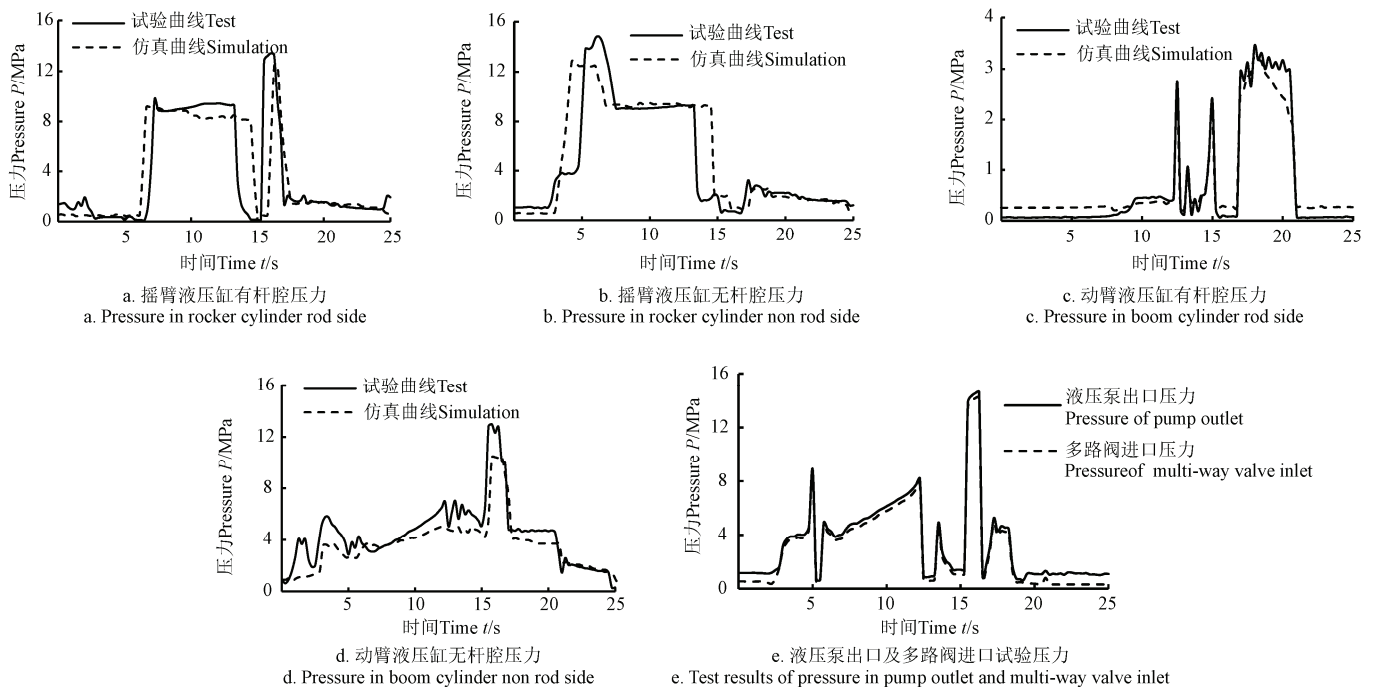 16
12
8
4
0
压力Pressure P/MPa
试验曲线Test
仿真曲线Simulation
5 10 15 20 25
时间Time t/s
a. 摇臂液压缸有杆腔压力
a. Pressure in rocker cylinder rod side
16
12
8
4
0
压力Pressure P/MPa
试验曲线Test
仿真曲线Simulation
5 10 15 20 25
时间Time t/s
b. 摇臂液压缸无杆腔压力
b. Pressure in rocker cylinder non rod side
4
3
2
1
0
压力Pressure P/MPa
试验曲线Test
仿真曲线Simulation
5 10 15 20 25
时间Time t/s
c. 动臂液压缸有杆腔压力
c. Pressure in boom cylinder rod side
16
12
8
4
0
压力Pressure P/MPa
试验曲线Test
仿真曲线Simulation
5 10 15 20 25
时间Time t/s
d. 动臂液压缸无杆腔压力
d. Pressure in boom cylinder non rod side
16
12
8
4
0
压力Pressure P/MPa
液压泵出口压力
Pressure of pump outlet
多路阀进口压力
Pressureof multi-way valve inlet
5 10 15 20 25
时间Time t/s
e. 液压泵出口及多路阀进口试验压力
e. Test results of pressure in pump outlet and multi-way valve inlet